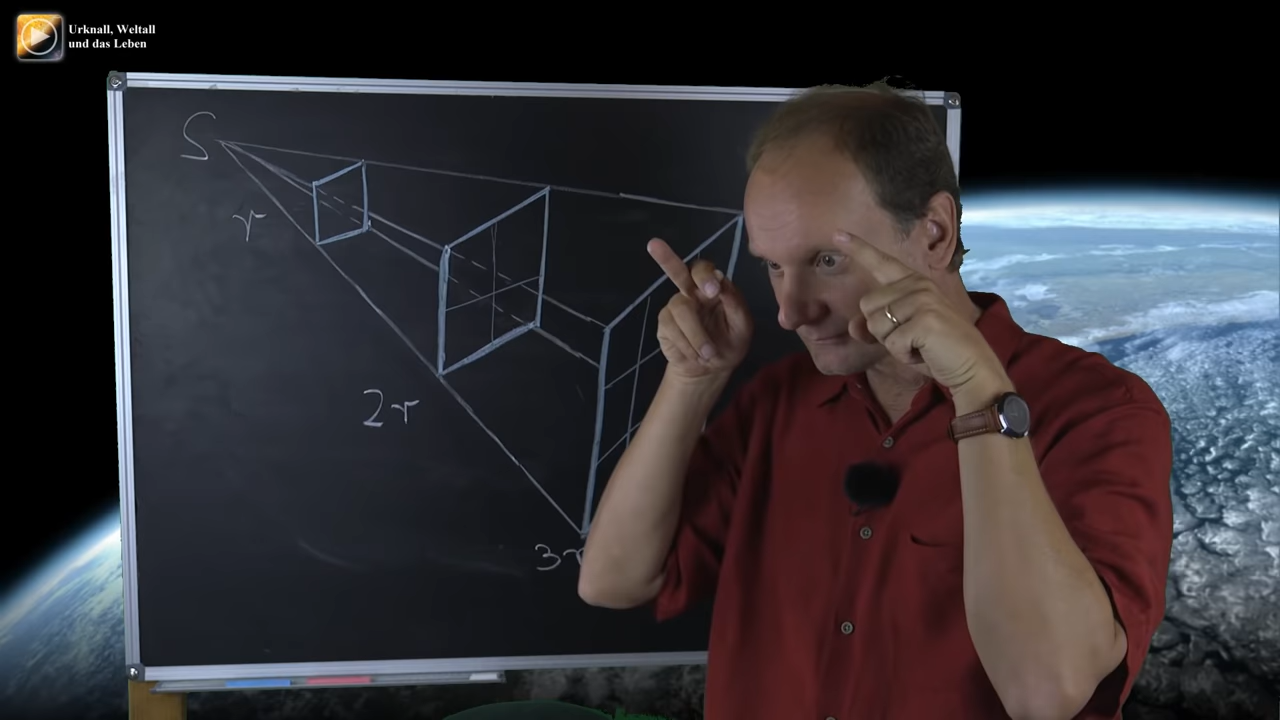 Urknall, Weltall
und das Leben
S
r
2r
3r